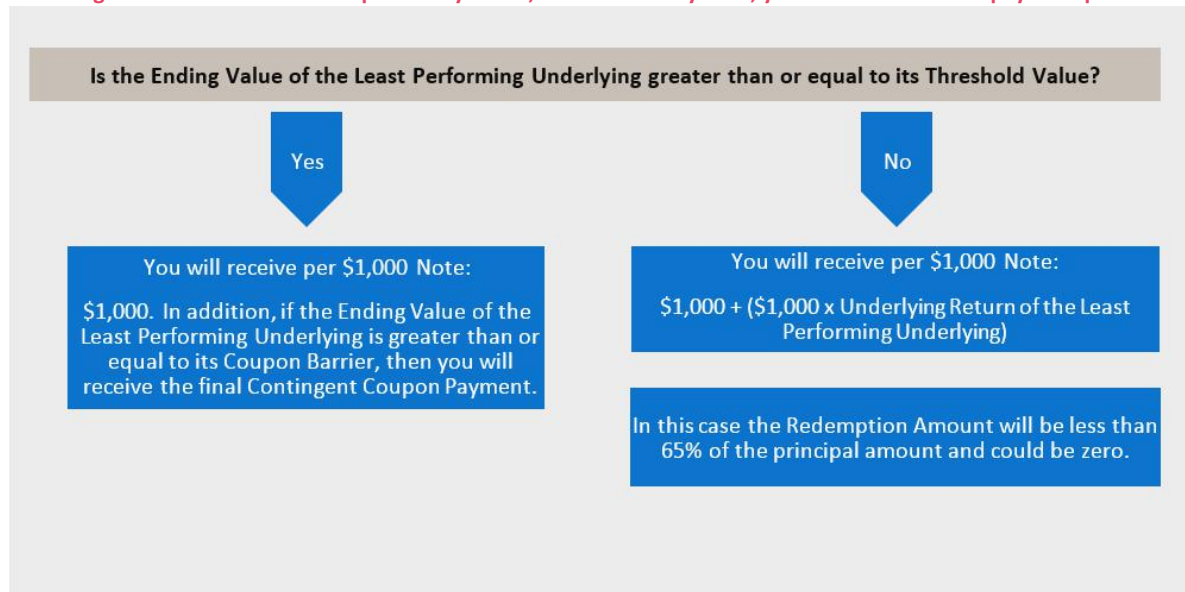 Is the Ending Value of the Least Performing Underlying greater than or equal to its Threshold Value?
Yes
No
You will receive per $1,000 Note:
$1,000. In addition, if the Ending Value of the
Least Performing Underlying is greater than or
equal to its Coupon Barrier, then you will
receive the final Contingent Coupon Payment.
You will receive per $1,000 Note:
$1,000 + ($1,000 x Underlying Return of the Least
Performing Underlying)
In this case the Redemption Amount will be less than
65% of the principal amount and could be zero.